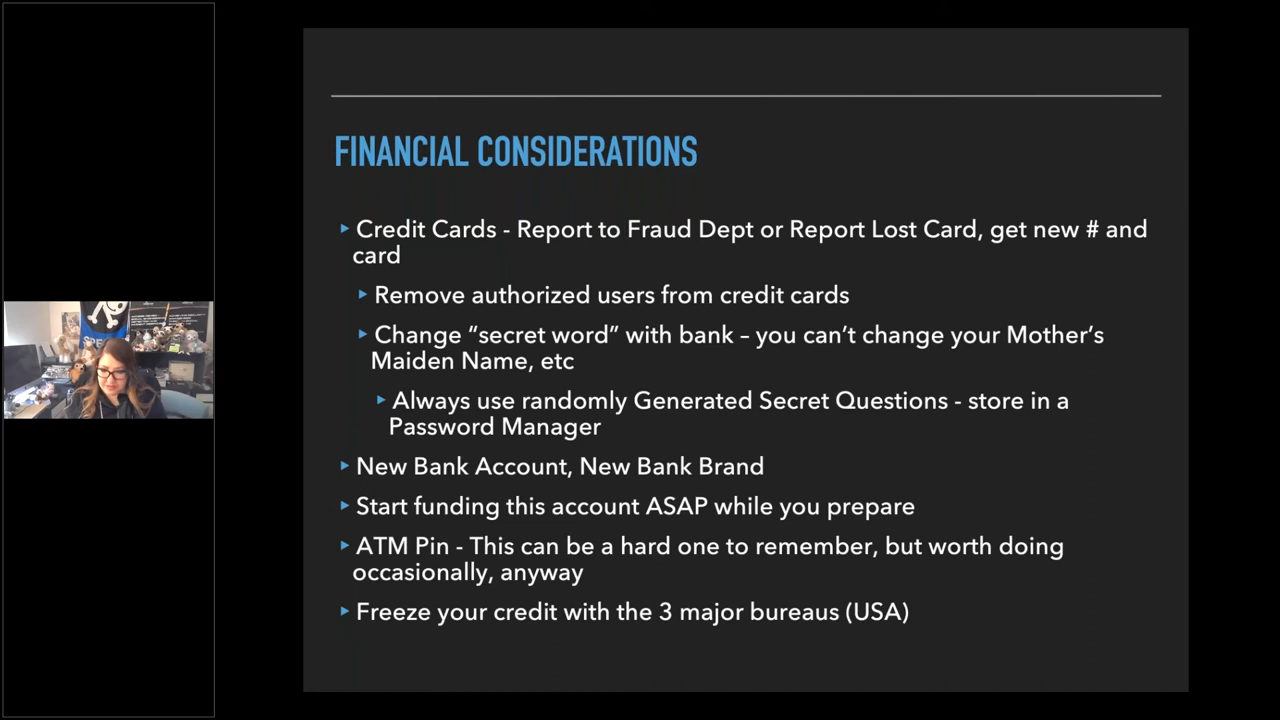 FINANCIAL CONSIDERATIONS
▸ Credit Cards - Report to Fraud Dept or Report Lost Card, get new # and
card
▸ Remove authorized users from credit cards
▸ Change “secret word” with bank – you can’t change your Mother’s
Maiden Name, etc
▸ Always use randomly Generated Secret Questions - store in a
Password Manager
▸ New Bank Account, New Bank Brand
▸ Start funding this account ASAP while you prepare
▸ ATM Pin - This can be a hard one to remember, but worth doing
occasionally, anyway
▸ Freeze your credit with the 3 major bureaus (USA)